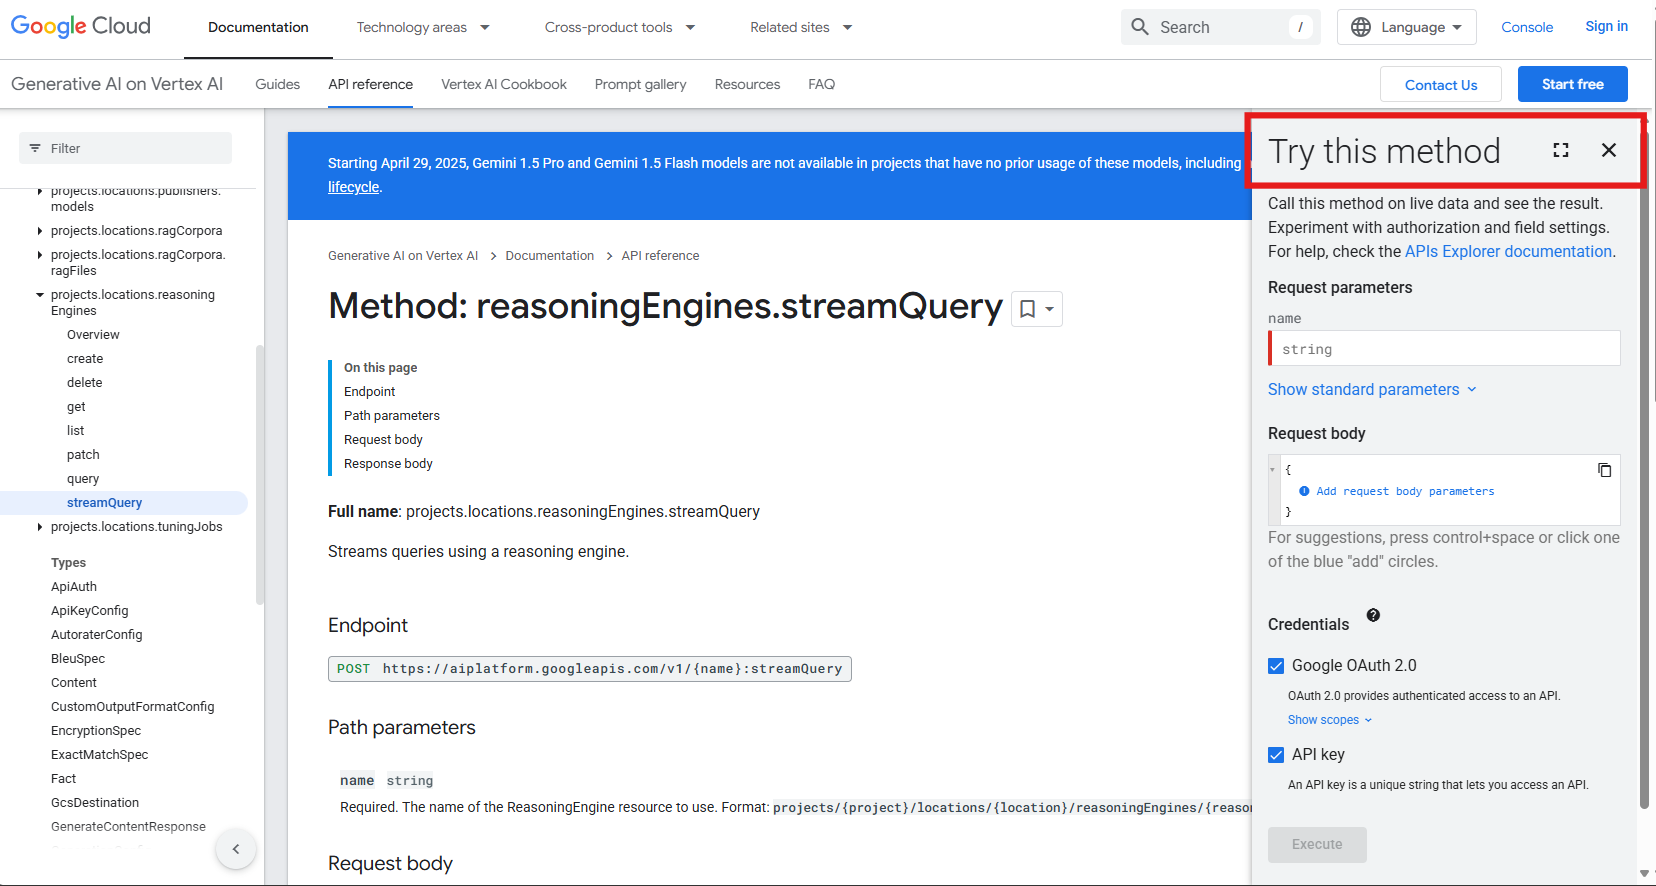 Google Cloud
Documentation
Technology areas
Cross-product tools
Related sites
Search
/
Language
Console
Sign in
Generative AI on Vertex AI
Guides
API reference
Vertex AI Cookbook
Prompt gallery
Resources
FAQ
Contact Us
Start free
Filter
projects.locations.publishers.
models
projects.locations.ragCorpora
projects.locations.ragCorpora.
ragFiles
projects.locations.reasoning
Engines
Overview
create
delete
get
list
patch
query
streamQuery
projects.locations.tuningJobs
Types
ApiAuth
ApiKeyConfig
AutoraterConfig
BleuSpec
Content
CustomOutputFormatConfig
EncryptionSpec
ExactMatchSpec
Fact
GcsDestination
GenerateContentResponse
Starting April 29, 2025, Gemini 1.5 Pro and Gemini 1.5 Flash models are not available in projects that have no prior usage of these models, including
lifecycle.
Generative AI on Vertex AI > Documentation > API reference
Method: reasoningEngines.streamQuery
On this page
Endpoint
Path parameters
Request body
Response body
Full name: projects.locations.reasoningEngines.streamQuery
Streams queries using a reasoning engine.
Endpoint
POST https://aiplatform.googleapis.com/v1/{name}:streamQuery
Path parameters
name string
Required. The name of the ReasoningEngine resource to use. Format: projects/{project}/locations/{location}/reasoningEngines/{reason
Request body
Try this method
Call this method on live data and see the result.
Experiment with authorization and field settings.
For help, check the APIs Explorer documentation.
Request parameters
name
string
Show standard parameters
Request body
{
Add request body parameters
}
For suggestions, press control+space or click one
of the blue "add" circles.
Credentials
Google OAuth 2.0
OAuth 2.0 provides authenticated access to an API.
Show scopes
API key
An API key is a unique string that lets you access an API.
Execute